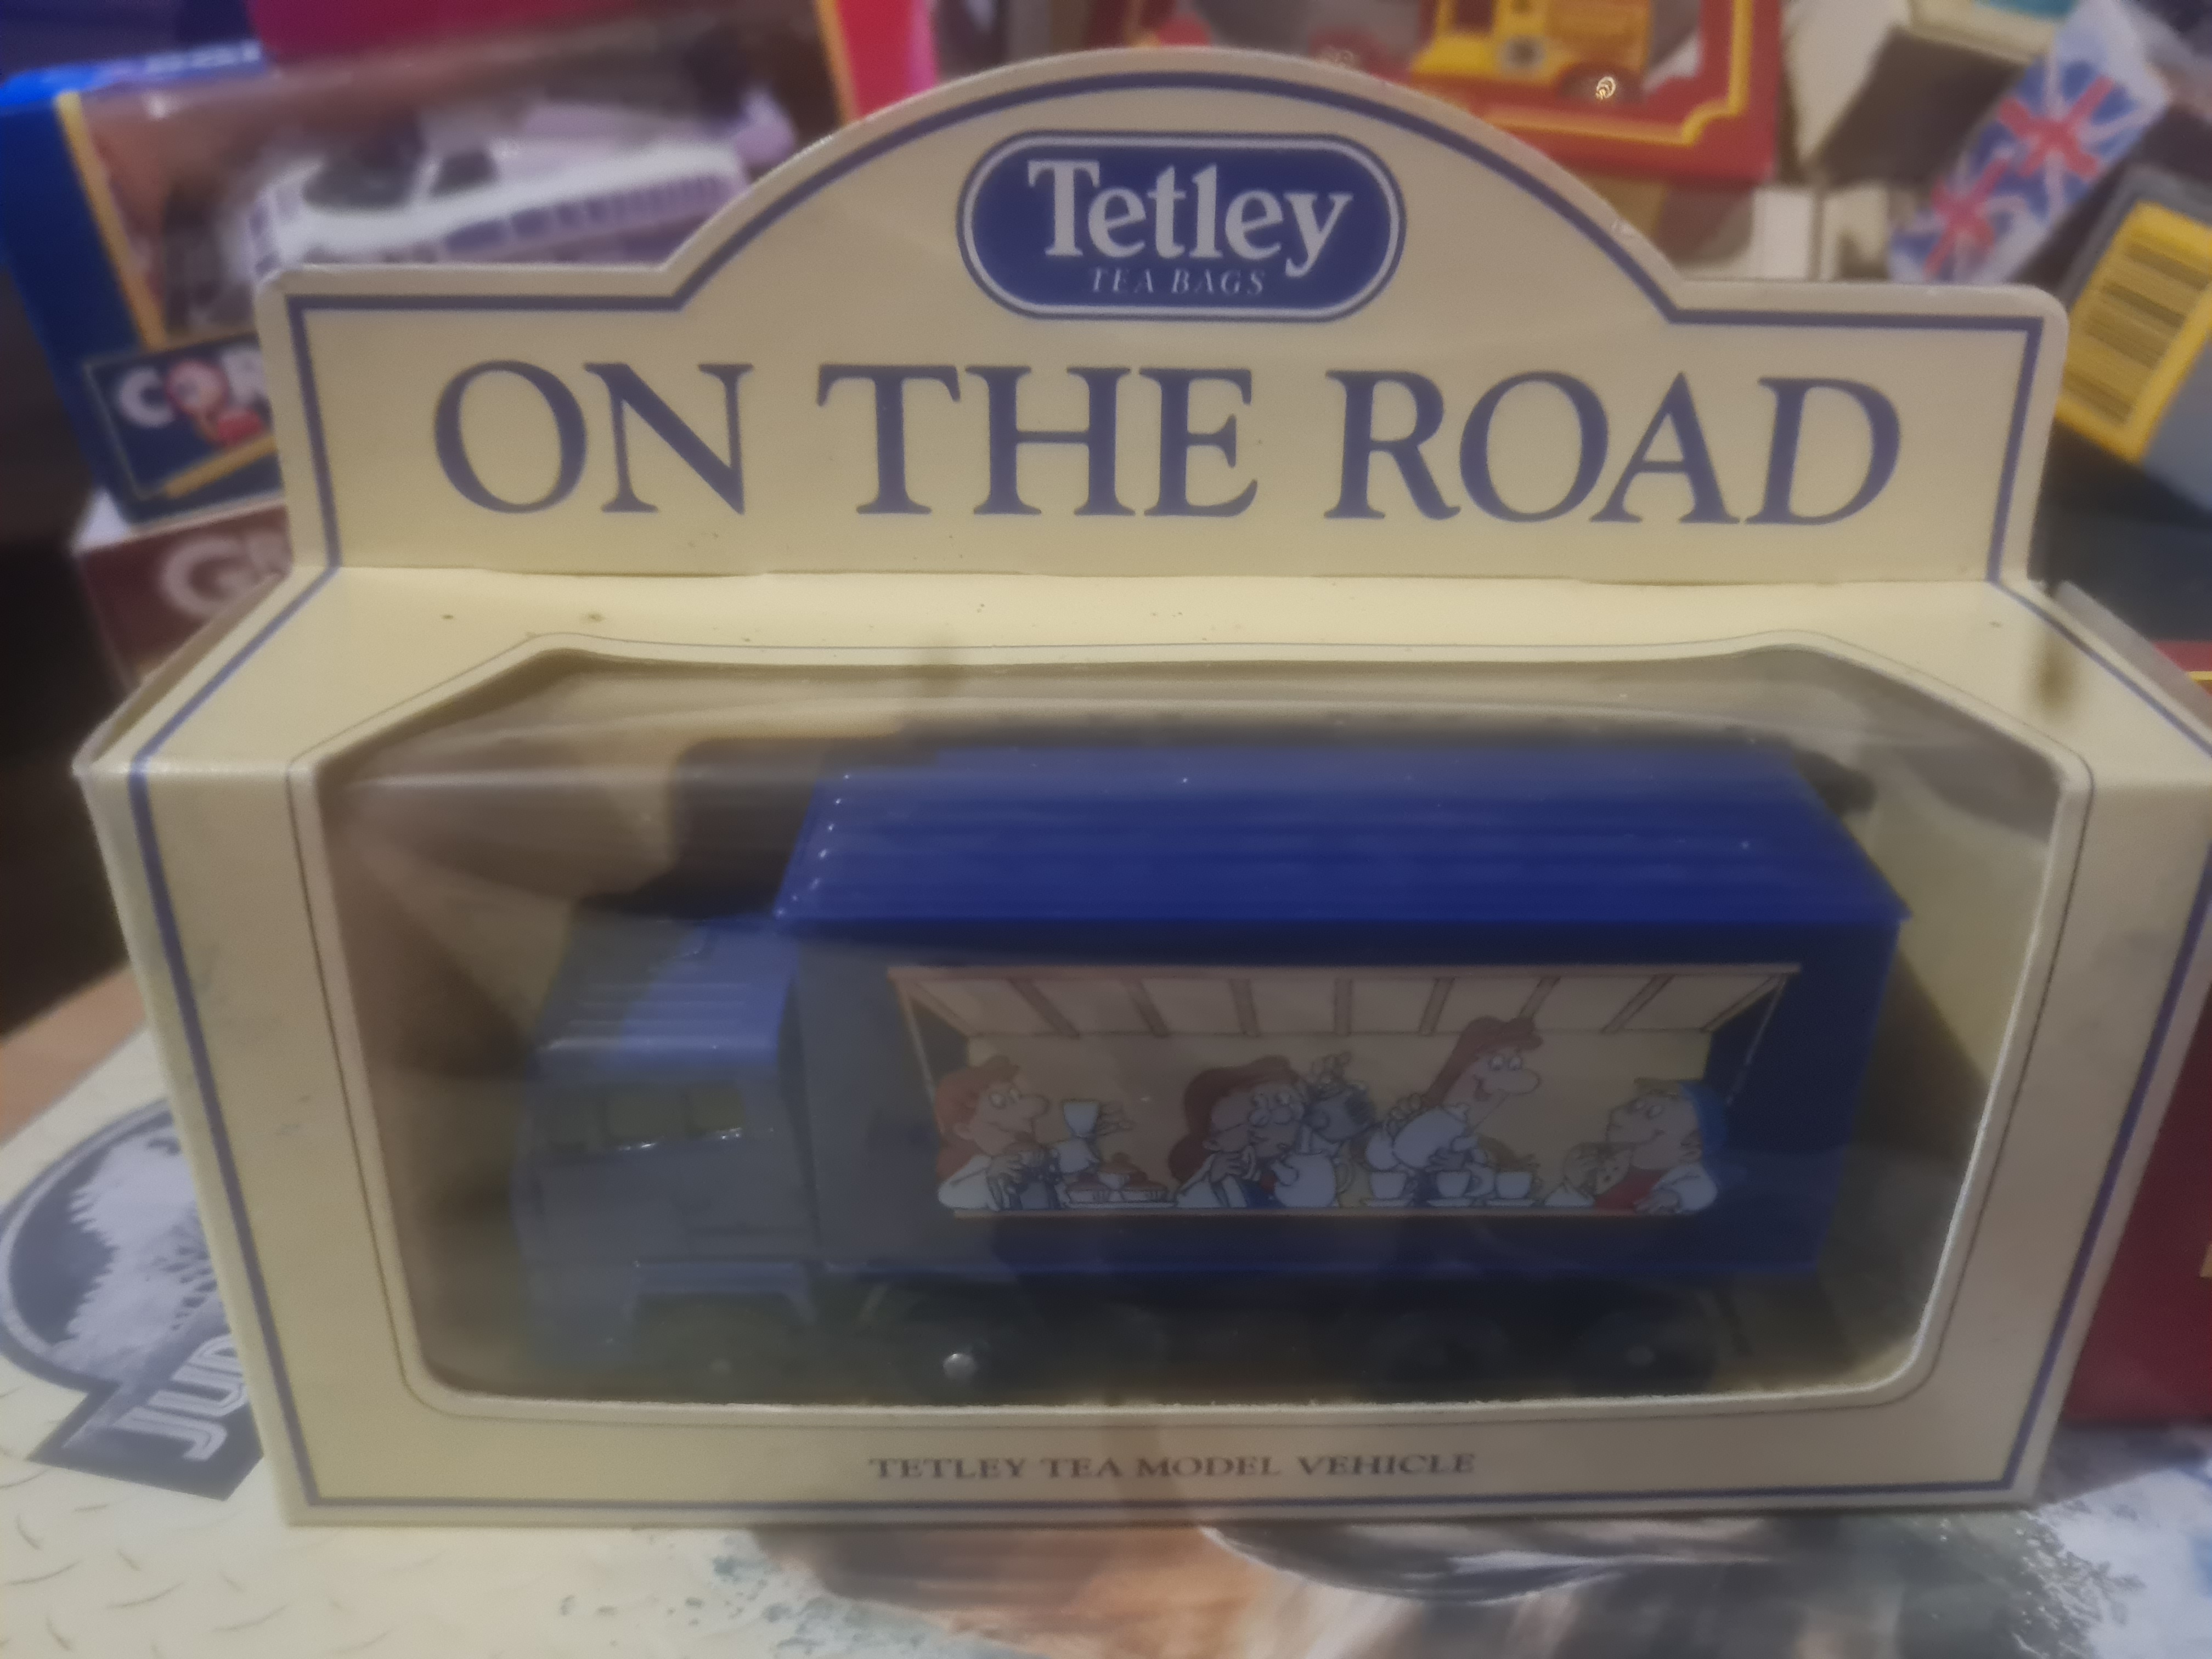 Tetley
TEA BAGS
ON THE ROAD
TETLEY TEA MODEL VEHICLE